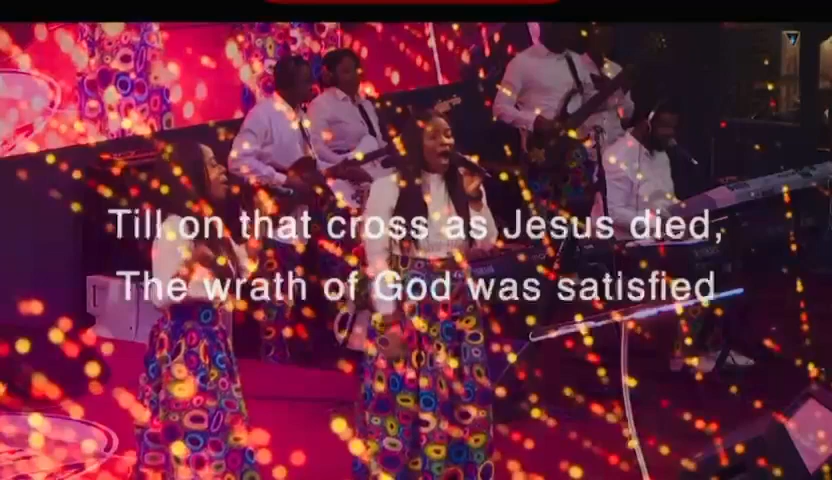 Till on that cross as Jesus died,
The wrath of God was satisfied